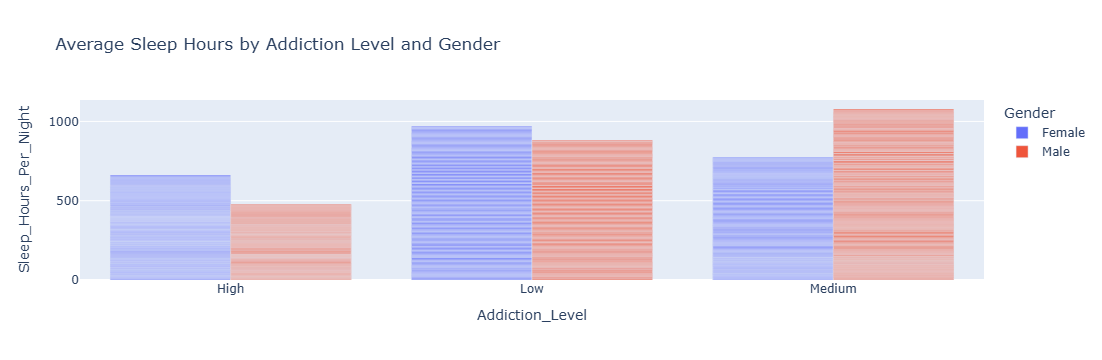 Average Sleep Hours by Addiction Level and Gender
Sleep_Hours_Per_Night
1000
500
0
High
Low
Medium
Addiction_Level
Gender
Female
Male